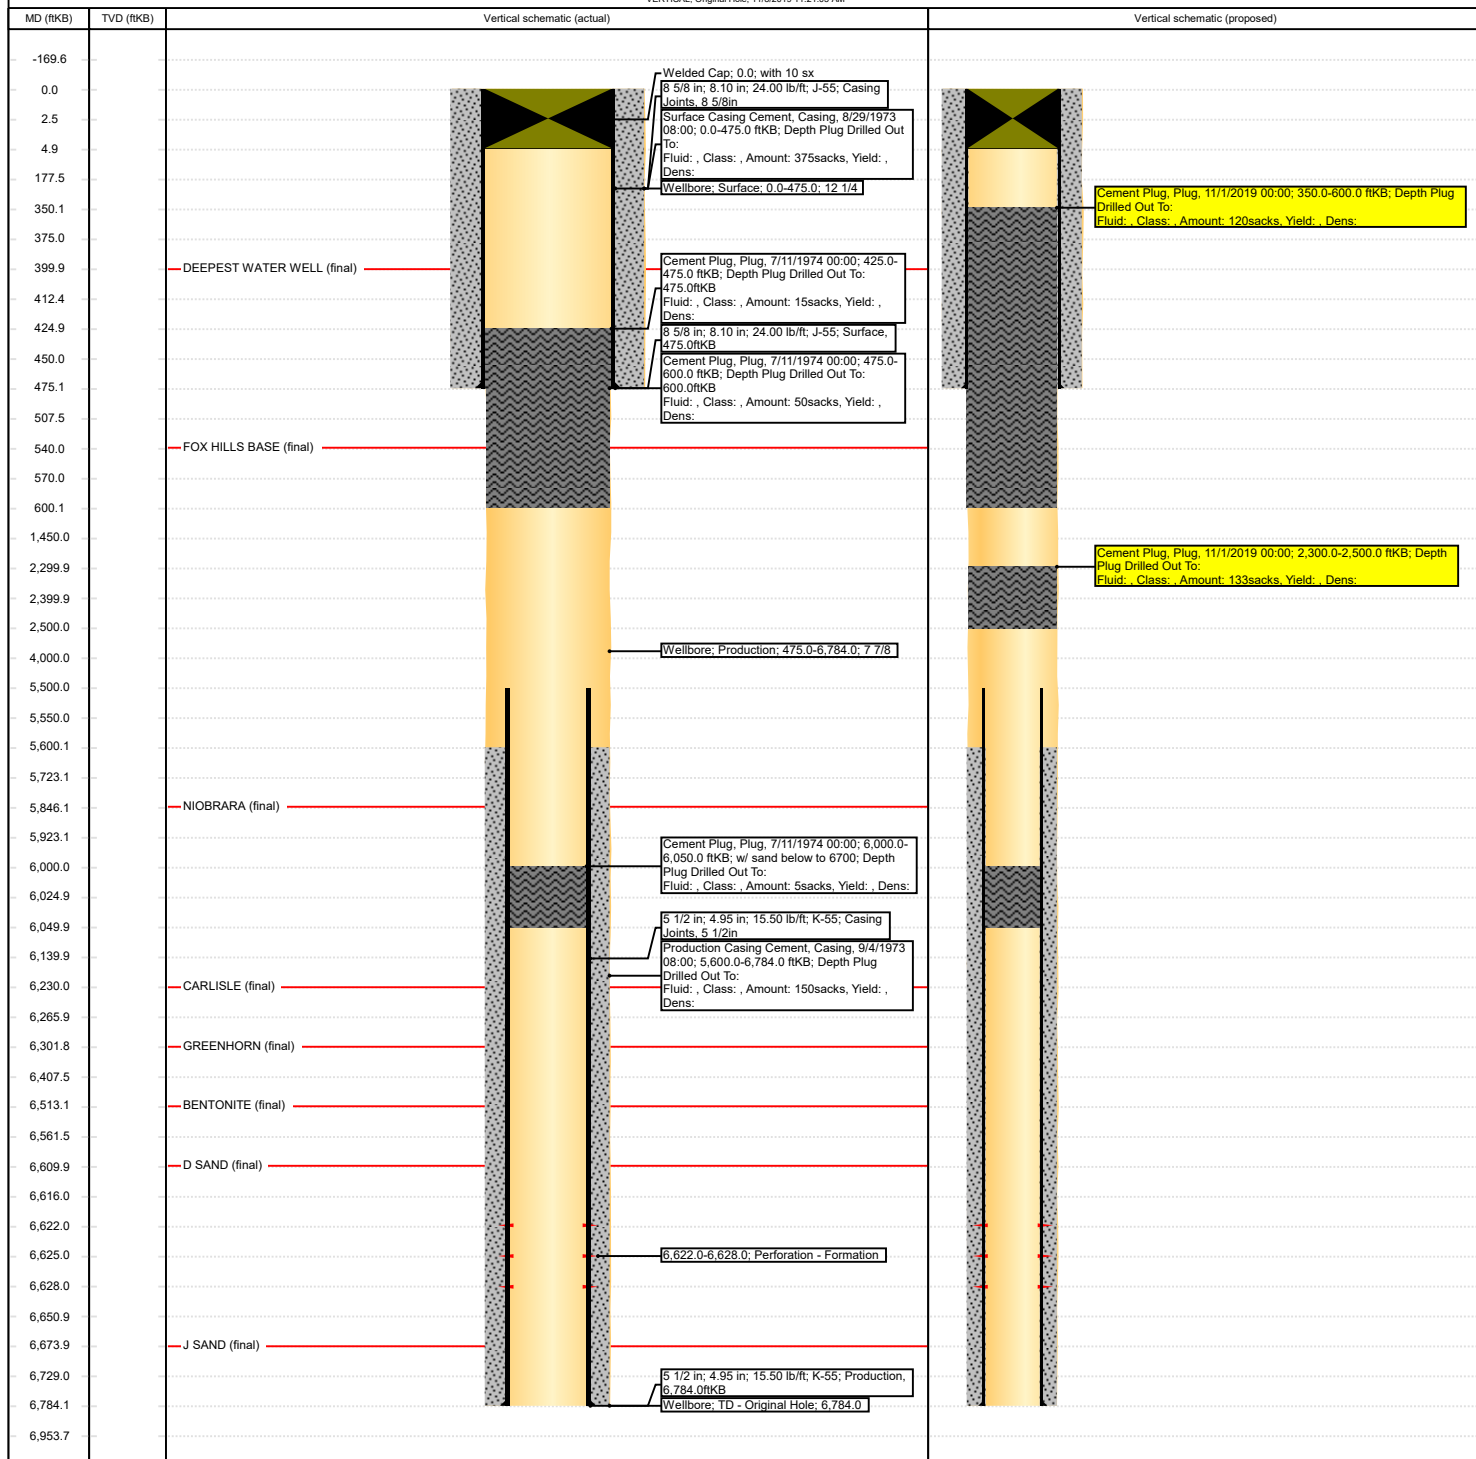 VERTICAL, Original Hole, 11/8/2019 11:21:05 AM
MD (ftKB)
TVD (ftKB)
Vertical schematic (actual)
Vertical schematic (proposed)
-169.6
Welded Cap; 0.0; with 10 sx
0.0
8 5/8 in; 8.10 in; 24.00 lb/ft; J-55; Casing
Joints, 8 5/8in
2.5
Surface Casing Cement, Casing, 8/29/1973
08:00; 0.0-475.0 ftKB; Depth Plug Drilled Out
To:
Fluid: , Class: , Amount: 375sacks, Yield: ,
Dens:
4.9
177.5
Wellbore; Surface; 0.0-475.0; 12 1/4
350.1
Cement Plug, Plug, 11/1/2019 00:00; 350.0-600.0 ftKB; Depth Plug
Drilled Out To:
Fluid: , Class: , Amount: 120sacks, Yield: , Dens:
375.0
399.9
DEEPEST WATER WELL (final)
Cement Plug, Plug, 7/11/1974 00:00; 425.0-
475.0 ftKB; Depth Plug Drilled Out To:
475.0ftKB
Fluid: , Class: , Amount: 15sacks, Yield: ,
Dens:
412.4
424.9
8 5/8 in; 8.10 in; 24.00 lb/ft; J-55; Surface,
475.0ftKB
450.0
Cement Plug, Plug, 7/11/1974 00:00; 475.0-
600.0 ftKB; Depth Plug Drilled Out To:
600.0ftKB
Fluid: , Class: , Amount: 50sacks, Yield: ,
Dens:
475.1
507.5
540.0
FOX HILLS BASE (final)
570.0
600.1
1,450.0
2,299.9
Cement Plug, Plug, 11/1/2019 00:00; 2,300.0-2,500.0 ftKB; Depth
Plug Drilled Out To:
Fluid: , Class: , Amount: 133sacks, Yield: , Dens:
2,399.9
2,500.0
Wellbore; Production; 475.0-6,784.0; 7 7/8
4,000.0
5,500.0
5,550.0
5,600.1
5,723.1
5,846.1
NIOBRARA (final)
5,923.1
Cement Plug, Plug, 7/11/1974 00:00; 6,000.0-
6,050.0 ftKB; w/ sand below to 6700; Depth
Plug Drilled Out To:
Fluid: , Class: , Amount: 5sacks, Yield: , Dens:
6,000.0
6,024.9
6,049.9
5 1/2 in; 4.95 in; 15.50 lb/ft; K-55; Casing
Joints, 5 1/2in
6,139.9
Production Casing Cement, Casing, 9/4/1973
08:00; 5,600.0-6,784.0 ftKB; Depth Plug
Drilled Out To:
Fluid: , Class: , Amount: 150sacks, Yield: ,
Dens:
6,230.0
CARLISLE (final)
6,265.9
6,301.8
GREENHORN (final)
6,407.5
6,513.1
BENTONITE (final)
6,561.5
6,609.9
D SAND (final)
6,616.0
6,622.0
6,625.0
6,622.0-6,628.0; Perforation - Formation
6,628.0
6,650.9
6,673.9
J SAND (final)
6,729.0
5 1/2 in; 4.95 in; 15.50 lb/ft; K-55; Production,
6,784.0ftKB
6,784.1
Wellbore; TD - Original Hole; 6,784.0
6,953.7